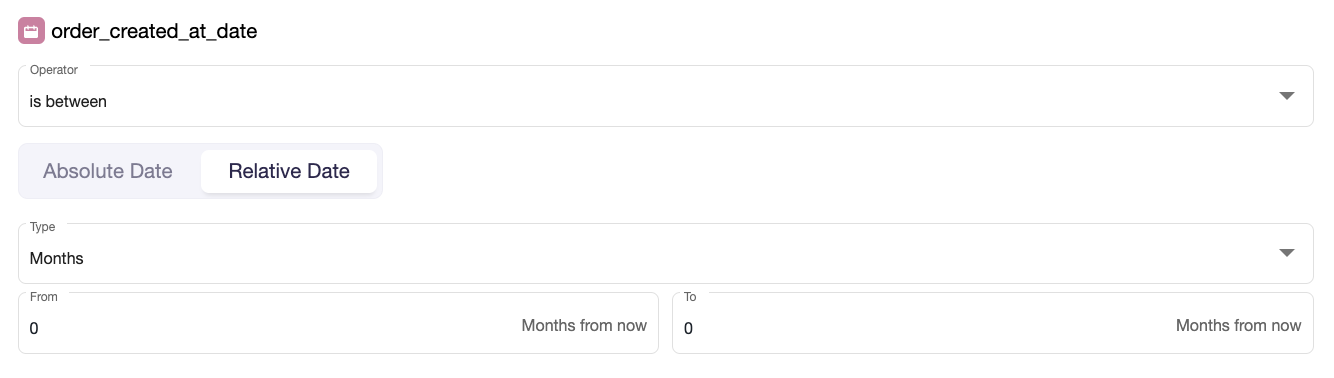 order_created_at_date
Operator
is between
Absolute Date Relative Date
Type
Months
From
0 Months from now
To
0 Months from now